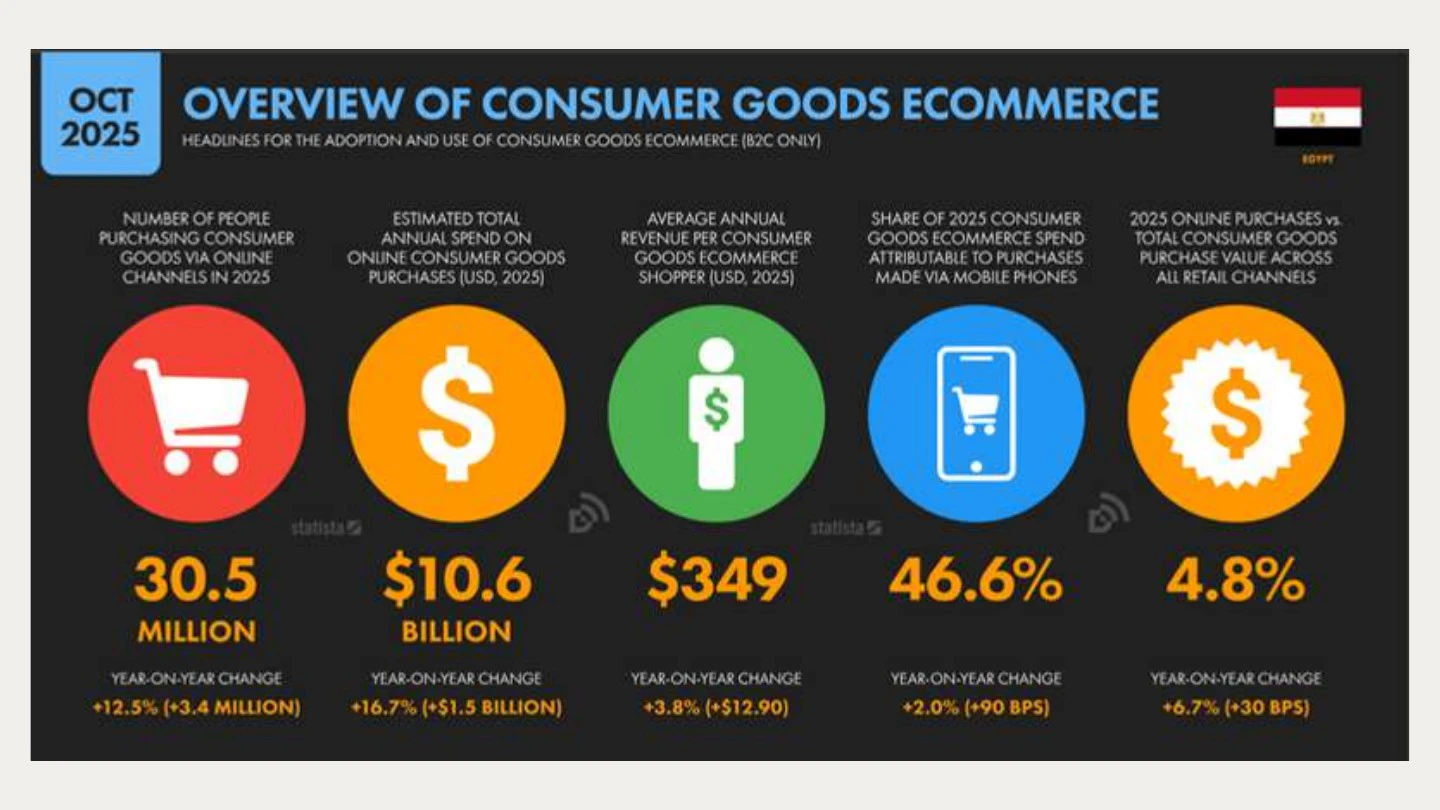 OCT
2025
OVERVIEW OF CONSUMER GOODS ECOMMERCE
HEADLINES FOR THE ADOPTION AND USE OF CONSUMER GOODS ECOMMERCE (B2C ONLY)
EGYPT
NUMBER OF PEOPLE
PURCHASING CONSUMER
GOODS VIA ONLINE
CHANNELS IN 2025
30.5
MILLION
YEAR-ON-YEAR CHANGE
+12.5% (+3.4 MILLION)
ESTIMATED TOTAL
ANNUAL SPEND ON
ONLINE CONSUMER GOODS
PURCHASES (USD, 2025)
$
$10.6
BILLION
YEAR-ON-YEAR CHANGE
+16.7% (+$1.5 BILLION)
AVERAGE ANNUAL
REVENUE PER CONSUMER
GOODS ECOMMERCE
SHOPPER (USD, 2025)
$
$349
YEAR-ON-YEAR CHANGE
+3.8% (+$12.90)
SHARE OF 2025 CONSUMER
GOODS ECOMMERCE SPEND
ATTRIBUTABLE TO PURCHASES
MADE VIA MOBILE PHONES
46.6%
YEAR-ON-YEAR CHANGE
+2.0% (+90 BPS)
2025 ONLINE PURCHASES vs.
TOTAL CONSUMER GOODS
PURCHASE VALUE ACROSS
ALL RETAIL CHANNELS
$
4.8%
YEAR-ON-YEAR CHANGE
+6.7% (+30 BPS)
statista
statista